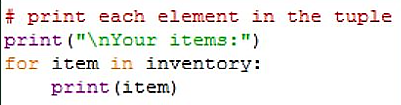 # print each element in the tuple
print("\nYour items:")
for item in inventory:
    print(item)